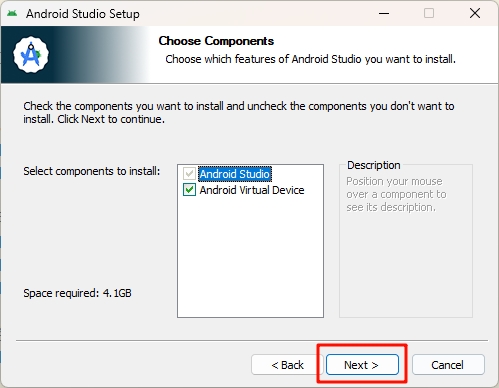 Android Studio Setup
Choose Components
Choose which features of Android Studio you want to install.
Check the components you want to install and uncheck the components you don't want to
install. Click Next to continue.
Select components to install:
Android Studio
Android Virtual Device
Description
Position your mouse
over a component to
see its description.
Space required: 4.1GB
< Back
Next >
Cancel